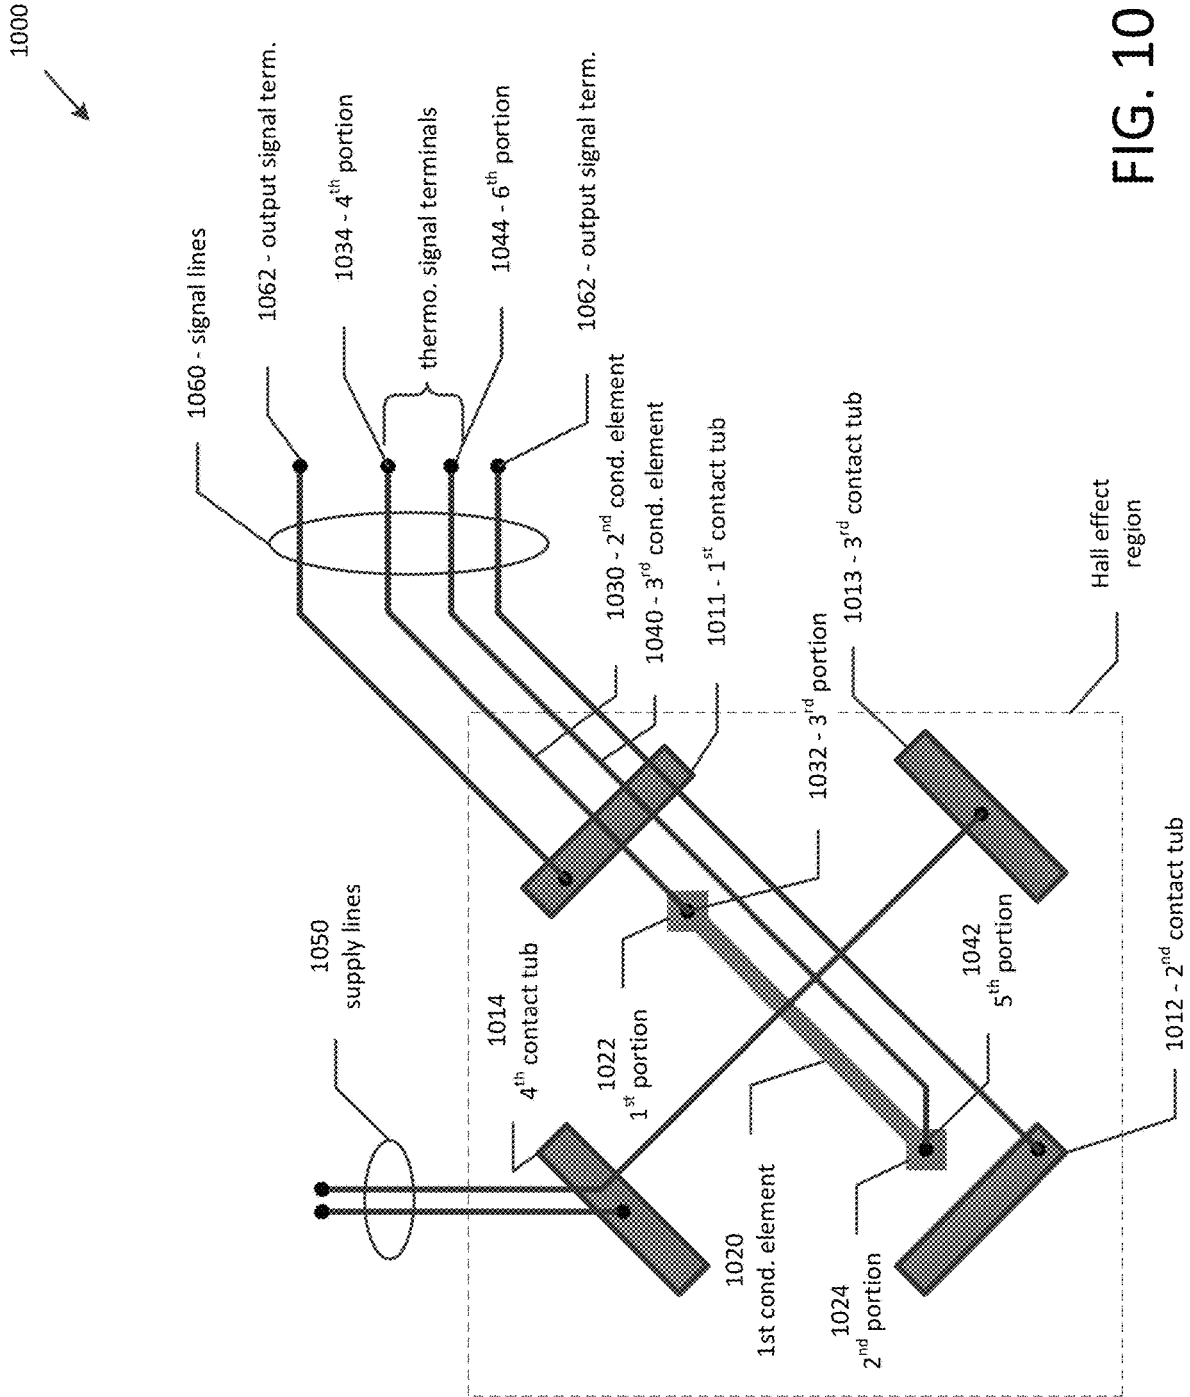 1000
1060 - signal lines
1062 - output signal term.
1034 - 4th portion
thermo. signal terminals
1044 - 6th portion
1062 - output signal term.
1030 - 2nd cond. element
1040 - 3rd cond. element
1011 - 1st contact tub
1032 - 3rd portion
1013 - 3rd contact tub
Hall effect
region
1050
supply lines
1014
4th contact tub
1022
1st portion
1020
1st cond. element
1024
2nd portion
1042
5th portion
1012 - 2nd contact tub
FIG. 10